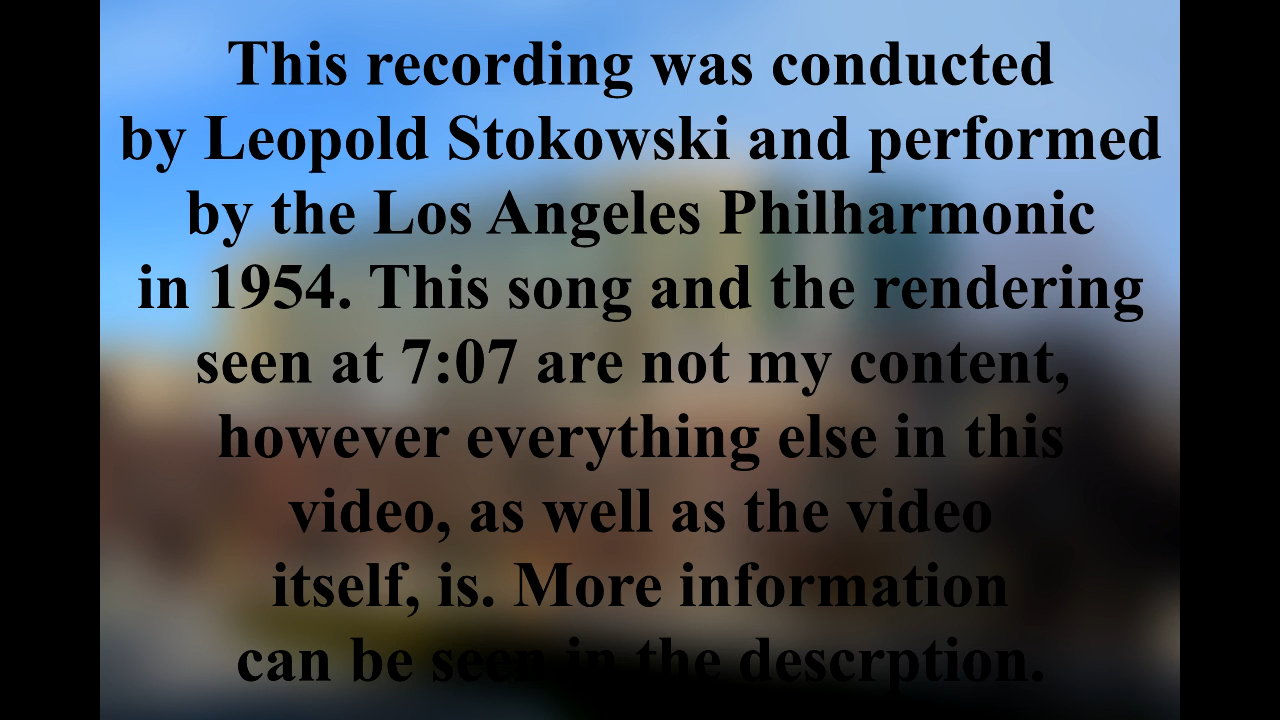 This recording was conducted
by Leopold Stokowski and performed
by the Los Angeles Philharmonic
in 1954. This song and the rendering
seen at 7:07 are not my content,
however everything else in this
video, as well as the video
itself, is. More information
can be seen in the descrption.